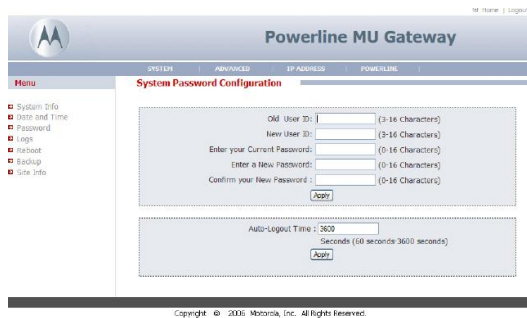 Home | Logout
Powerline MU Gateway
SYSTEM | ADVANCED | IP ADDRESS | POWERLINE |
Menu
System Password Configuration
System Info
Date and Time
Password
Logs
Reboot
Backup
Site Info
Old User ID: (3-16 Characters)
New User ID: (3-16 Characters)
Enter your Current Password: (0-16 Characters)
Enter a New Password: (0-16 Characters)
Confirm your New Password : (0-16 Characters)
Apply
Auto-Logout Time : 3600
Seconds (60 seconds-3600 seconds)
Apply
Copyright © 2006 Motorola, Inc. All Rights Reserved.